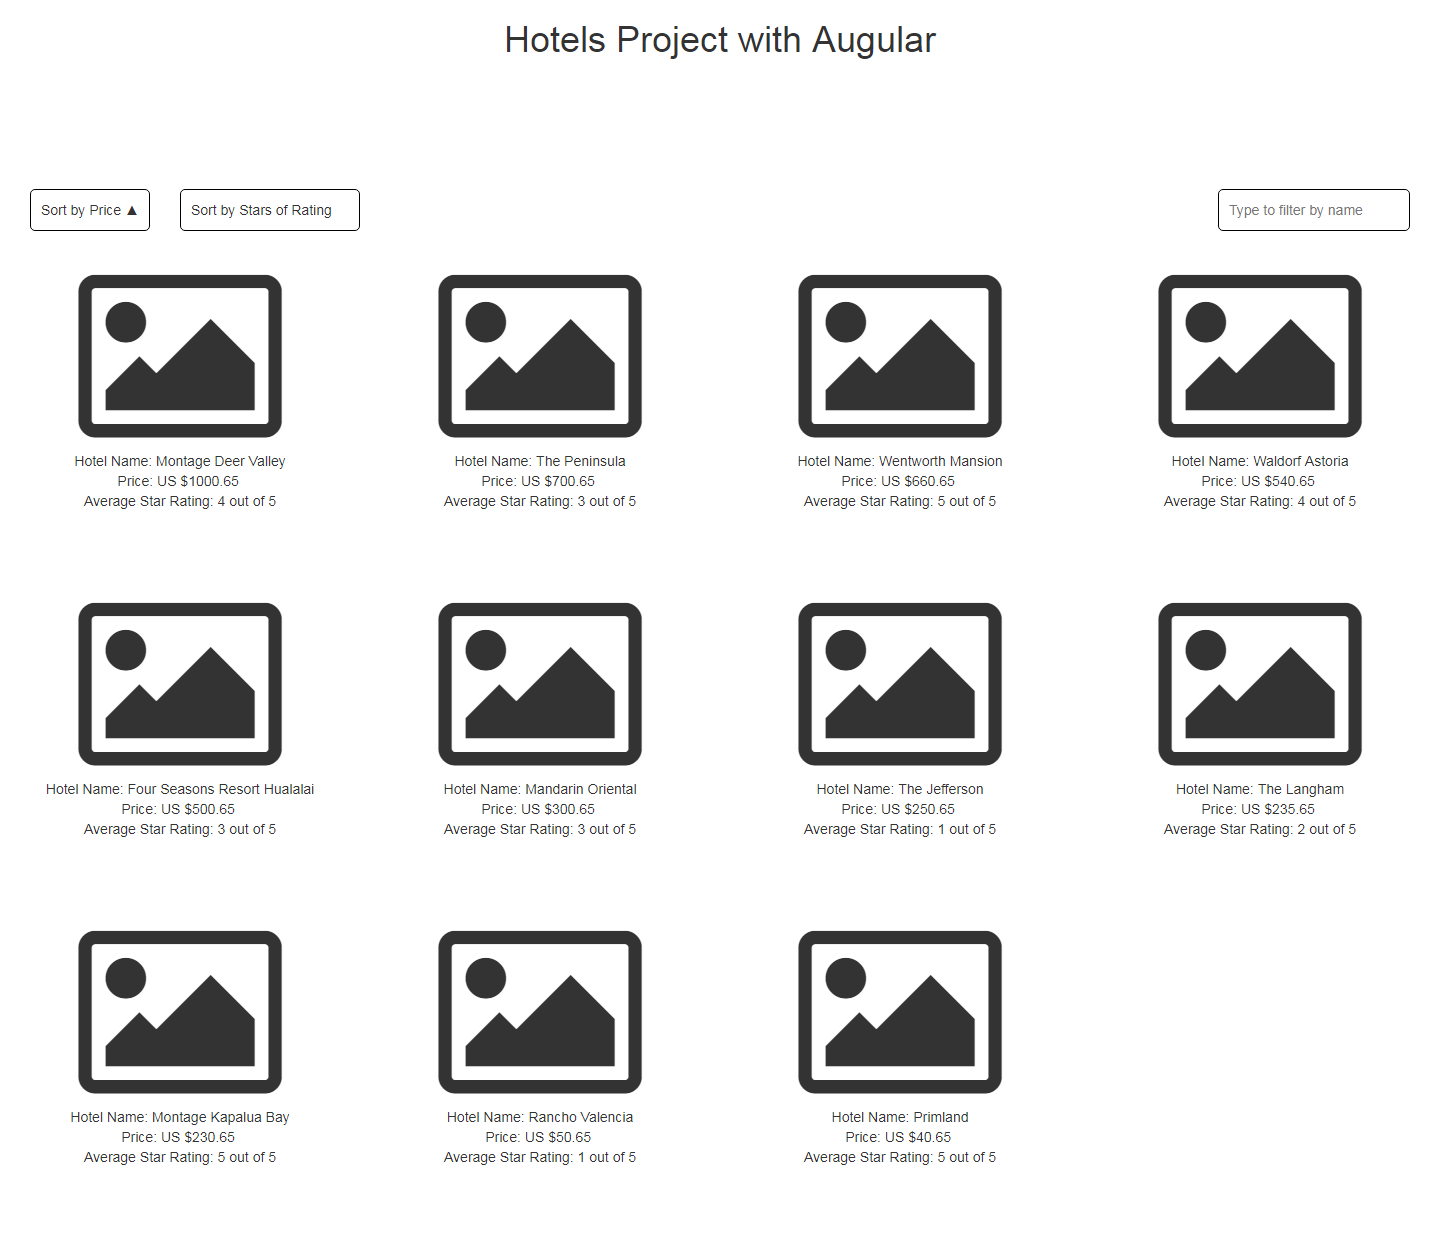 Hotels Project with Augular
Sort by Price ▲
Sort by Stars of Rating
Type to filter by name
Hotel Name: Montage Deer Valley
Price: US $1000.65
Average Star Rating: 4 out of 5
Hotel Name: The Peninsula
Price: US $700.65
Average Star Rating: 3 out of 5
Hotel Name: Wentworth Mansion
Price: US $660.65
Average Star Rating: 5 out of 5
Hotel Name: Waldorf Astoria
Price: US $540.65
Average Star Rating: 4 out of 5
Hotel Name: Four Seasons Resort Hualalai
Price: US $500.65
Average Star Rating: 3 out of 5
Hotel Name: Mandarin Oriental
Price: US $300.65
Average Star Rating: 3 out of 5
Hotel Name: The Jefferson
Price: US $250.65
Average Star Rating: 1 out of 5
Hotel Name: The Langham
Price: US $235.65
Average Star Rating: 2 out of 5
Hotel Name: Montage Kapalua Bay
Price: US $230.65
Average Star Rating: 5 out of 5
Hotel Name: Rancho Valencia
Price: US $50.65
Average Star Rating: 1 out of 5
Hotel Name: Primland
Price: US $40.65
Average Star Rating: 5 out of 5